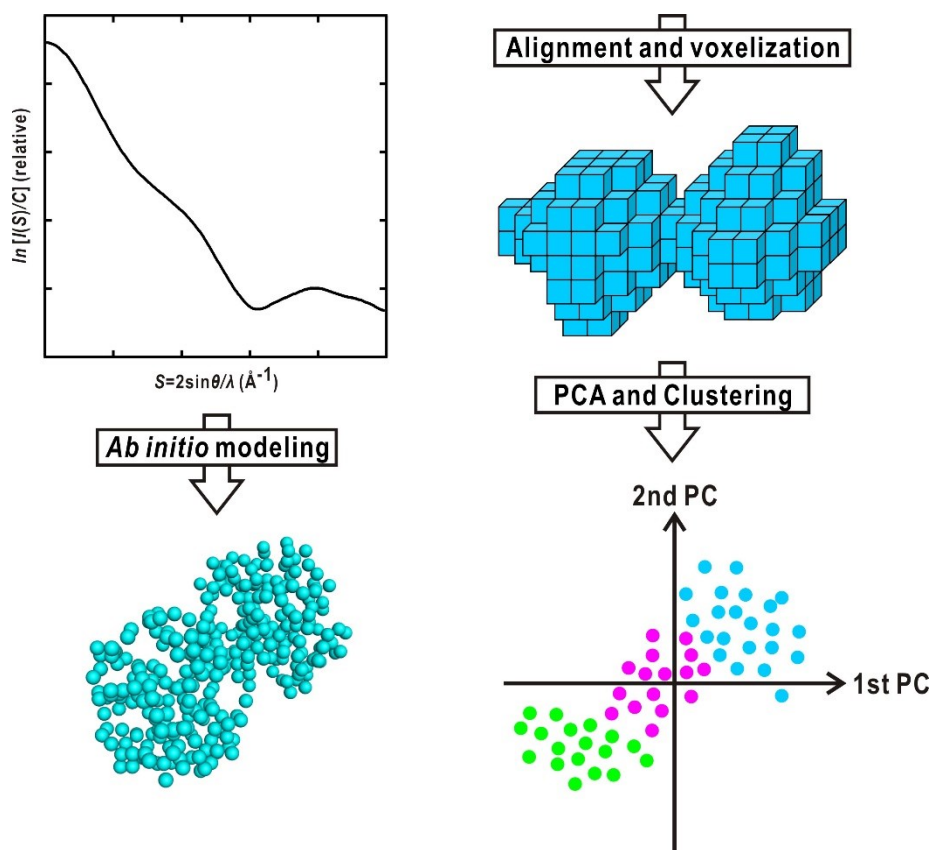 ln [I(S)/C] (relative)
S=2sinθ/λ (Å-1)
Ab initio modeling
Alignment and voxelization
PCA and Clustering
2nd PC
1st PC